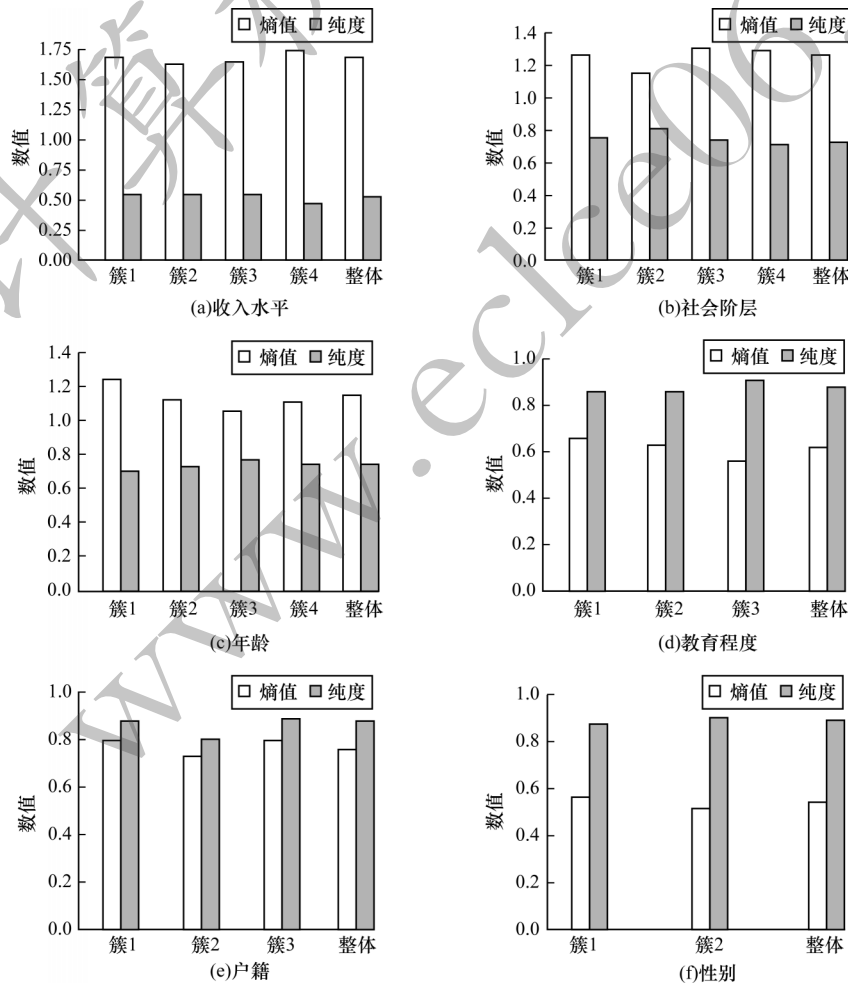 熵值 纯度
1.75
1.50
1.25
1.00
0.75
0.50
0.25
0.00
数值
簇1 簇2 簇3 簇4 整体
(a)收入水平
熵值 纯度
1.4
1.2
1.0
0.8
0.6
0.4
0.2
0.0
数值
簇1 簇2 簇3 簇4 整体
(b)社会阶层
熵值 纯度
1.4
1.2
1.0
0.8
0.6
0.4
0.2
0.0
数值
簇1 簇2 簇3 簇4 整体
(c)年龄
熵值 纯度
1.0
0.8
0.6
0.4
0.2
0.0
数值
簇1 簇2 簇3 整体
(d)教育程度
熵值 纯度
1.0
0.8
0.6
0.4
0.2
0.0
数值
簇1 簇2 簇3 整体
(e)户籍
熵值 纯度
1.0
0.8
0.6
0.4
0.2
0.0
数值
簇1 簇2 整体
(f)性别
计算机
www.ecice06.